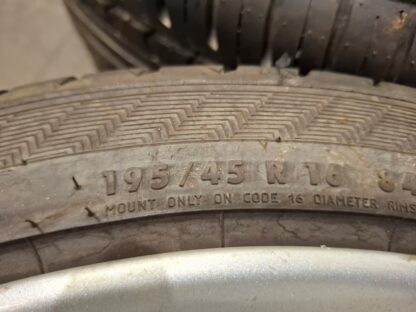 195/45 R 16 84
MOUNT ONLY ON CODE 16 DIAMETER RIMS